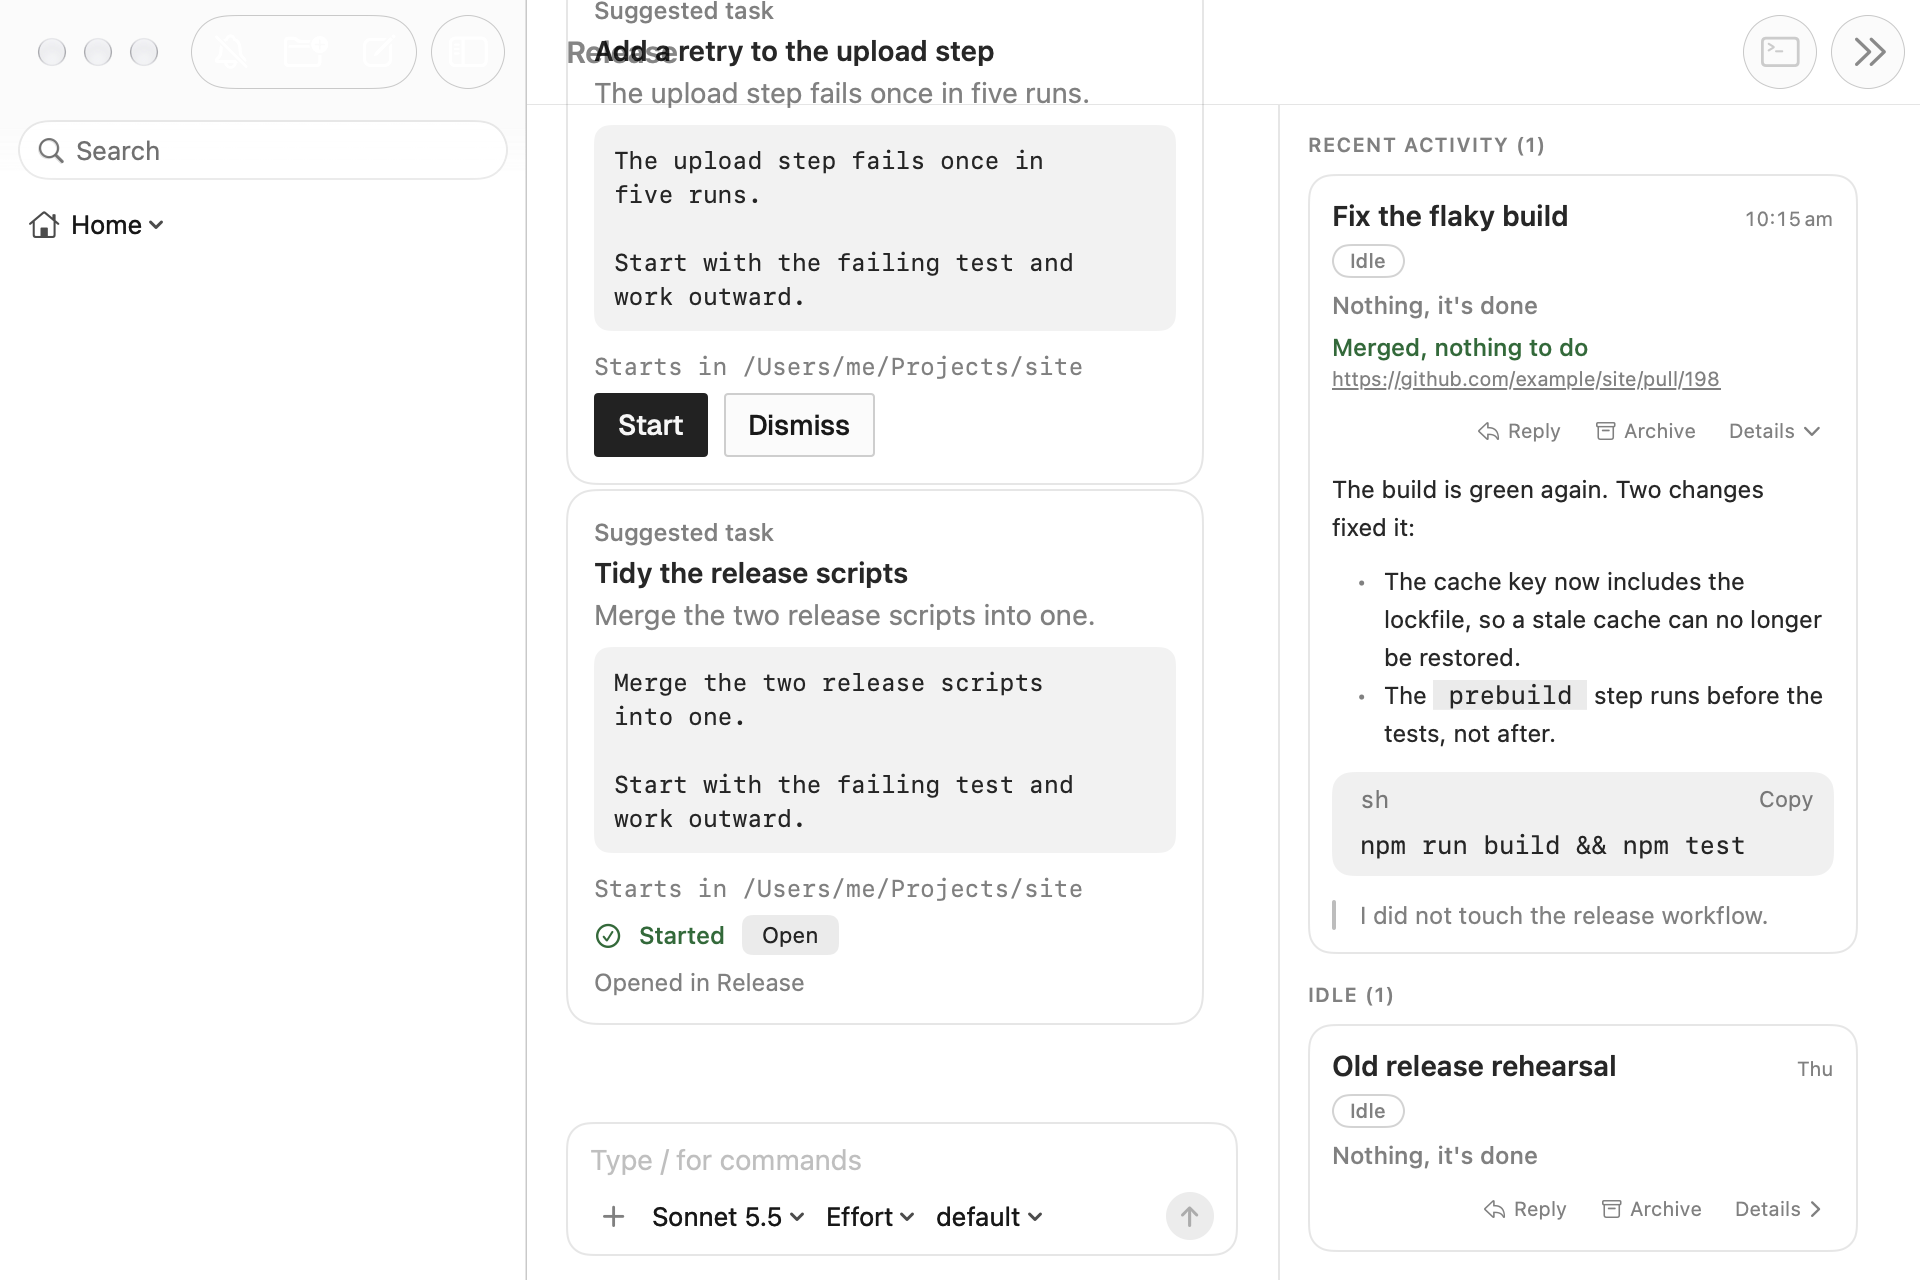 Search
Home
Release
Suggested task
Add a retry to the upload step
The upload step fails once in five runs.
The upload step fails once in
five runs.
Start with the failing test and
work outward.
Starts in /Users/me/Projects/site
Start
Dismiss
Suggested task
Tidy the release scripts
Merge the two release scripts into one.
Merge the two release scripts
into one.
Start with the failing test and
work outward.
Starts in /Users/me/Projects/site
Started
Open
Opened in Release
Type / for commands
Sonnet 5.5
Effort
default
RECENT ACTIVITY (1)
Fix the flaky build
10:15 am
Idle
Nothing, it's done
Merged, nothing to do
https://github.com/example/site/pull/198
Reply
Archive
Details
The build is green again. Two changes
fixed it:
• The cache key now includes the
lockfile, so a stale cache can no longer
be restored.
• The prebuild step runs before the
tests, not after.
sh
Copy
npm run build && npm test
I did not touch the release workflow.
IDLE (1)
Old release rehearsal
Thu
Idle
Nothing, it's done
Reply
Archive
Details